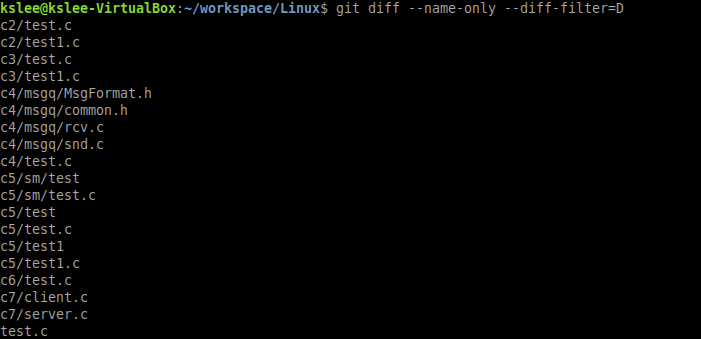 kslee@kslee-VirtualBox:~/workspace/Linux$ git diff --name-only --diff-filter=D
c2/test.c
c2/test1.c
c3/test.c
c3/test1.c
c4/msgq/MsgFormat.h
c4/msgq/common.h
c4/msgq/rcv.c
c4/msgq/snd.c
c4/test.c
c5/sm/test
c5/sm/test.c
c5/test
c5/test.c
c5/test1
c5/test1.c
c6/test.c
c7/client.c
c7/server.c
test.c